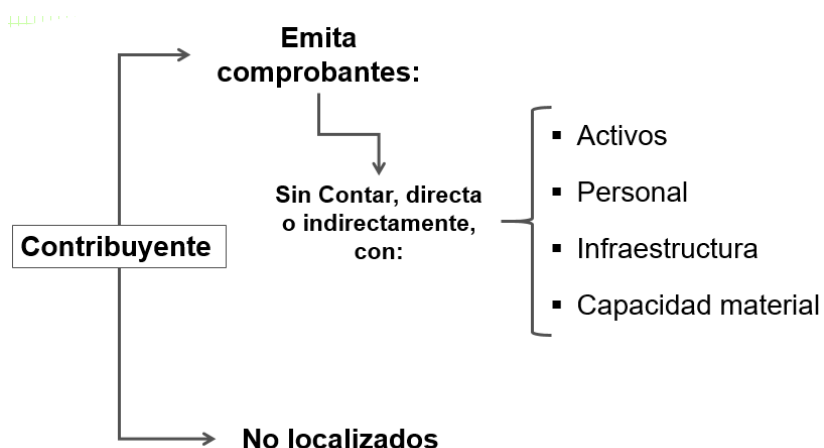 Emita
comprobantes:
Sin Contar, directa
o indirectamente,
con:
▪ Activos
▪ Personal
▪ Infraestructura
▪ Capacidad material
Contribuyente
No localizados